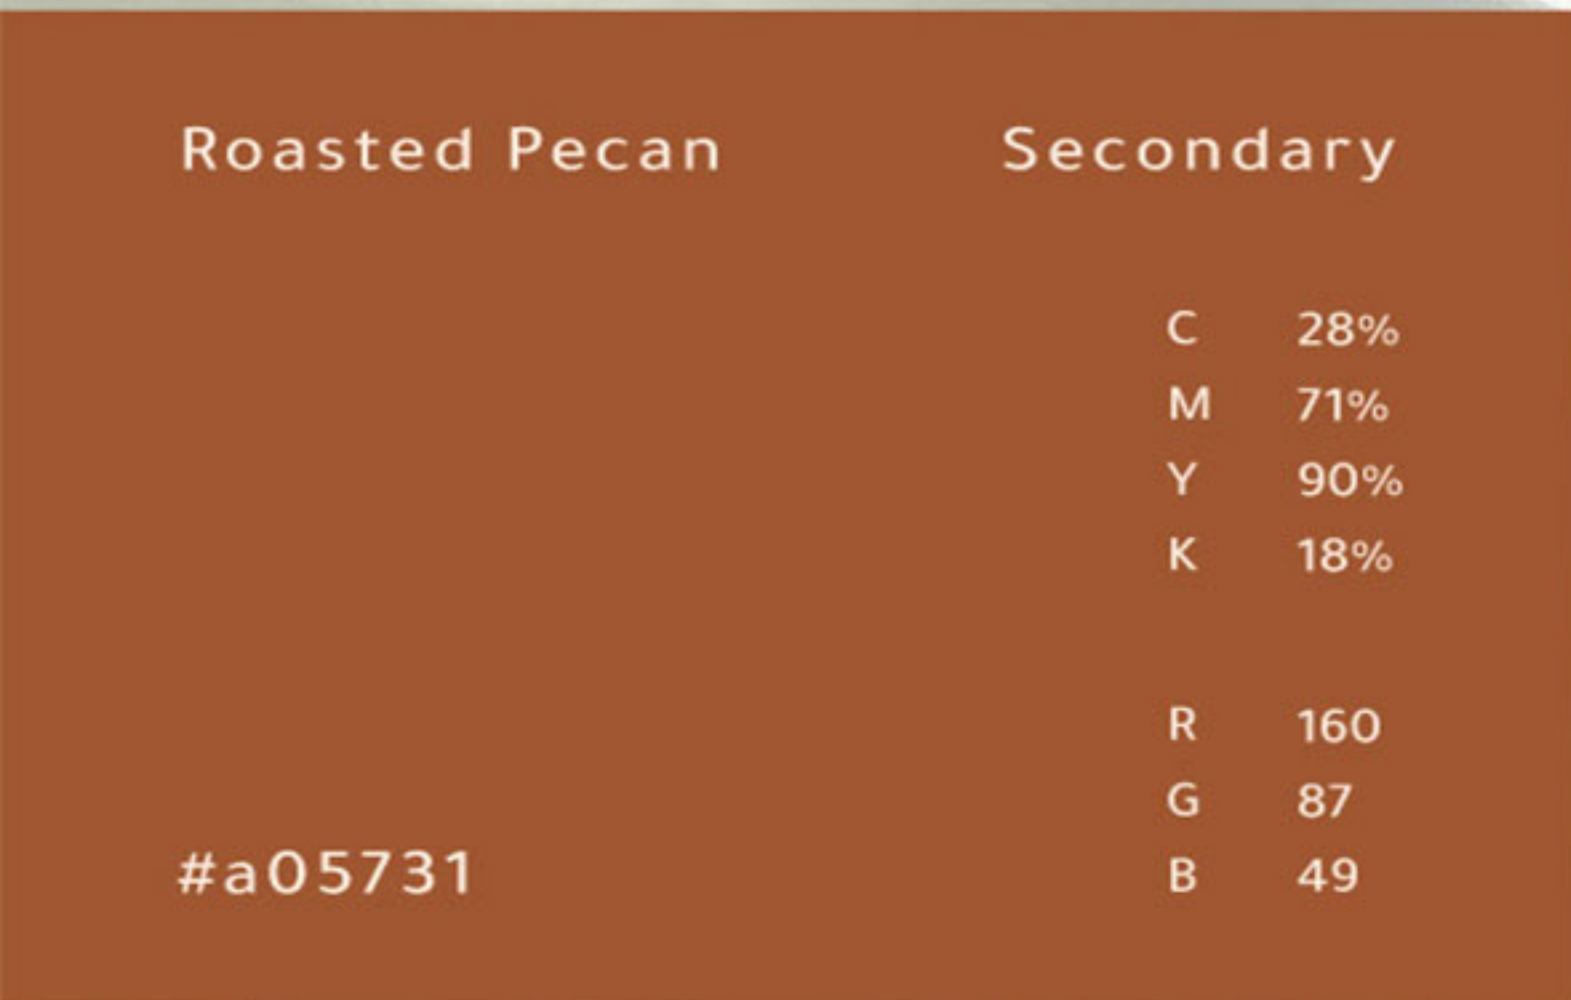 Roasted Pecan Secondary
C 28%
M 71%
Y 90%
K 18%
R 160
G 87
#a05731
B 49